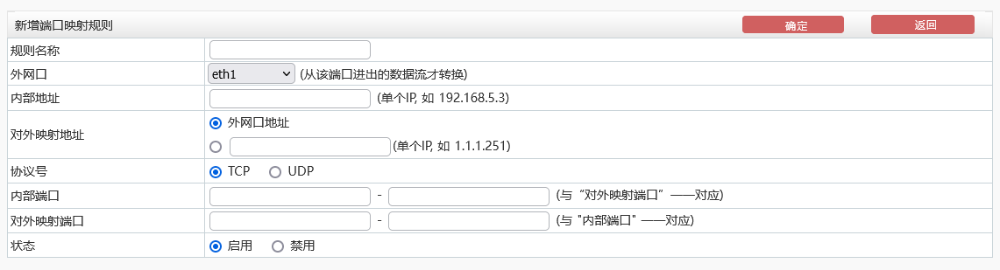 新增端口映射规则 确定 返回
规则名称
外网口 eth1 (从该端口进出的数据流才转换)
内部地址 (单个IP, 如 192.168.5.3)
对外映射地址 外网口地址
(单个IP, 如 1.1.1.251)
协议号 TCP UDP
内部端口 - (与“对外映射端口”一一对应)
对外映射端口 - (与 "内部端口" 一一对应)
状态 启用 禁用